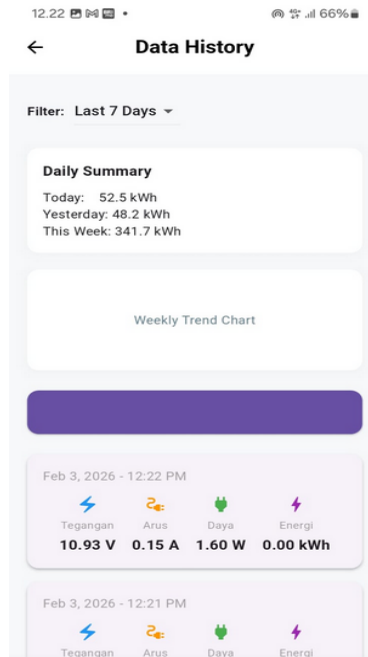 12.22 66%
Data History
Filter: Last 7 Days
Daily Summary
Today: 52.5 kWh
Yesterday: 48.2 kWh
This Week: 341.7 kWh
Weekly Trend Chart
Feb 3, 2026 - 12:22 PM
Tegangan Arus Daya Energi
10.93 V 0.15 A 1.60 W 0.00 kWh
Feb 3, 2026 - 12:21 PM
Tegangan Arus Daya Energi